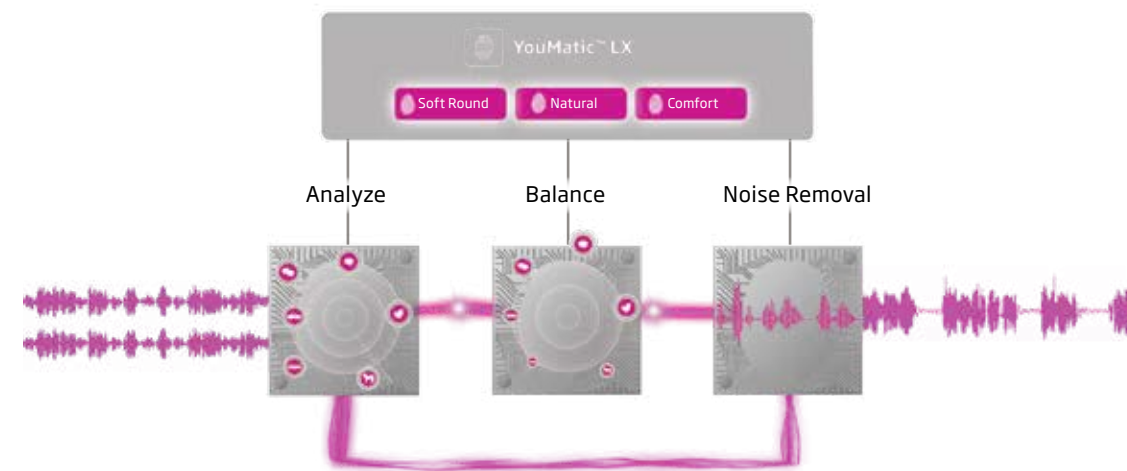 YouMatic™ LX
Soft Round Natural Comfort
Analyze Balance Noise Removal